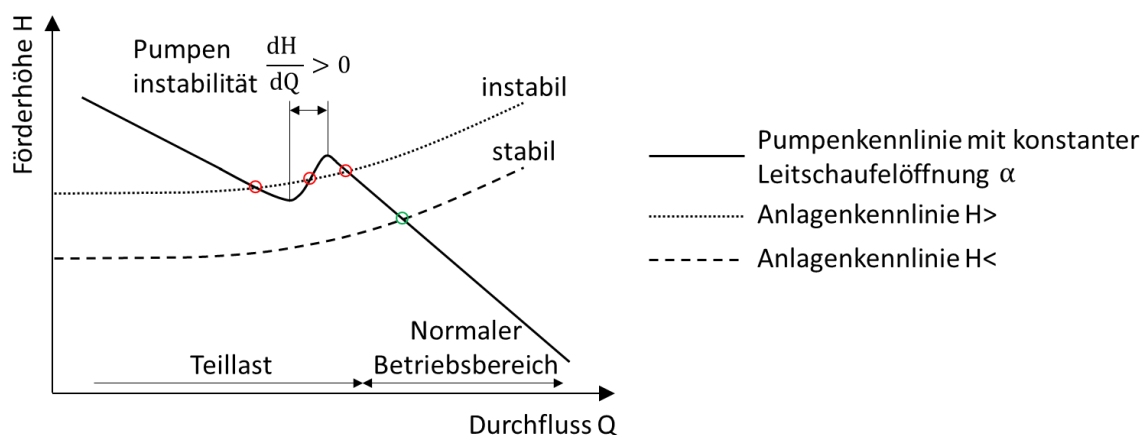 Förderhöhe H
Pumpen
instabilität dH/dQ > 0
instabil
stabil
Teillast
Normaler
Betriebsbereich
Durchfluss Q
Pumpenkennlinie mit konstanter
Leitschaufelöffnung α
Anlagenkennlinie H>
Anlagenkennlinie H<